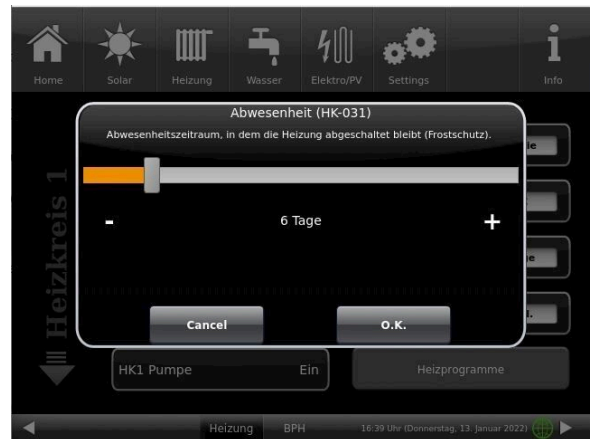 Home Solar Heizung Wasser Elektro/PV Settings Info
Abwesenheit (HK-031)
Abwesenheitszeitraum, in dem die Heizung abgeschaltet bleibt (Frostschutz).
Heizkreis 1
- 6 Tage +
Cancel O.K.
HK1 Pumpe Ein Heizprogramme
Heizung BPH 16:39 Uhr (Donnerstag, 13. Januar 2022)